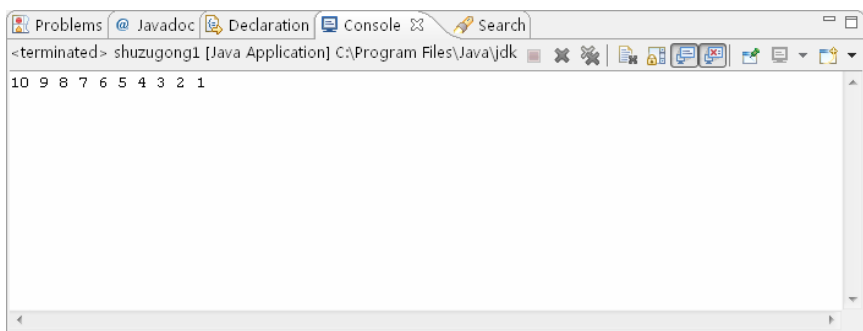 Problems @ Javadoc Declaration Console Search
<terminated> shuzugong1 [Java Application] C:\Program Files\Java\jdk
10 9 8 7 6 5 4 3 2 1